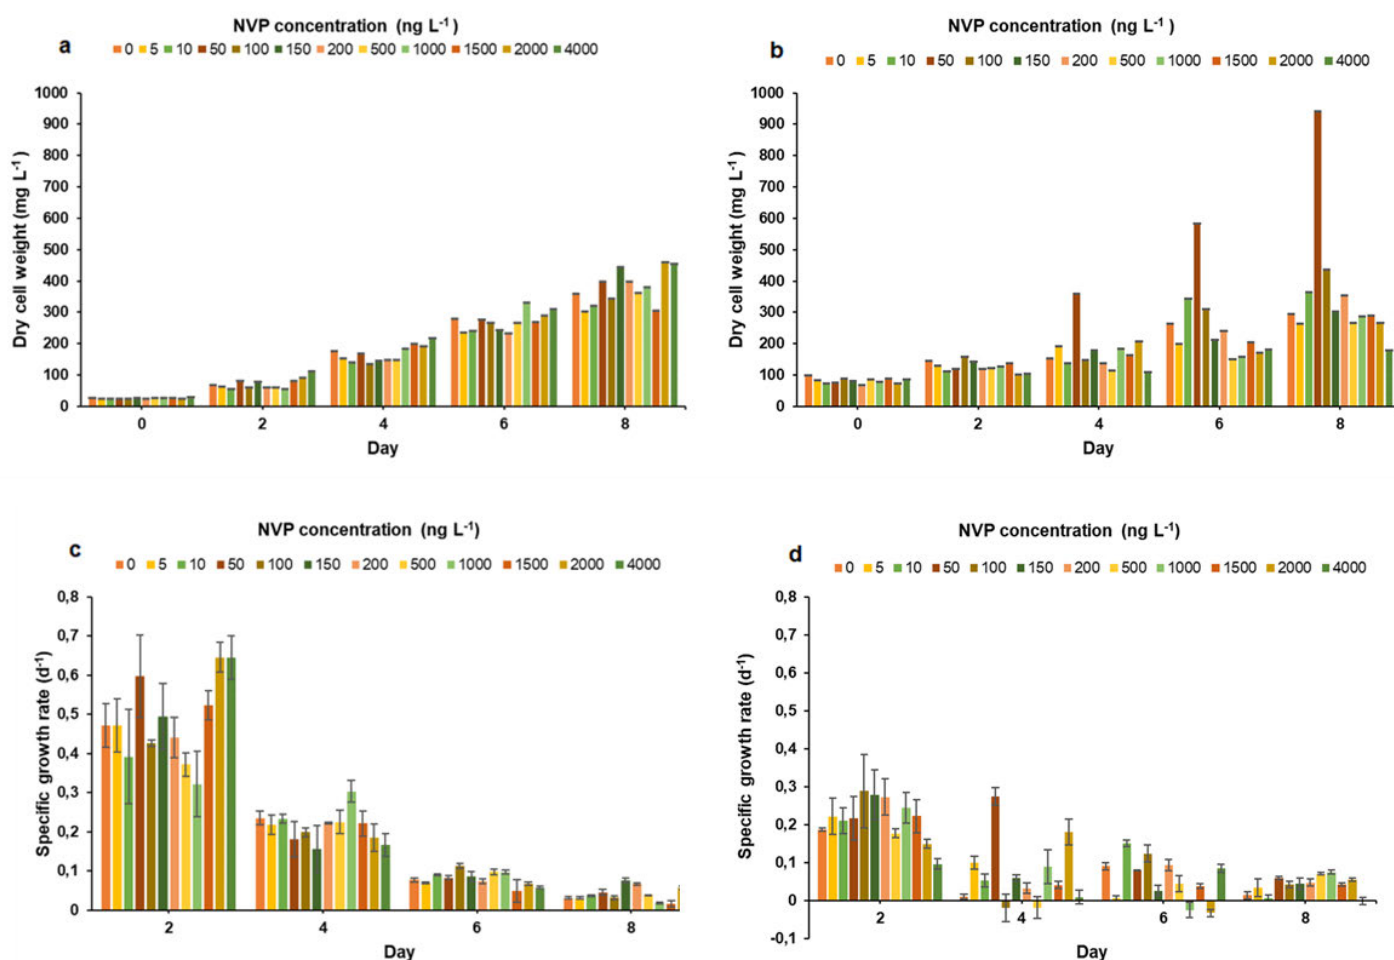 NVP concentration (ng L⁻¹)
a
0 5 10 50 100 150 200 500 1000 1500 2000 4000
1000
900
800
700
600
500
400
300
200
100
0
Dry cell weight (mg L⁻¹)
0 2 4 6 8
Day
NVP concentration (ng L⁻¹)
b
0 5 10 50 100 150 200 500 1000 1500 2000 4000
1000
900
800
700
600
500
400
300
200
100
0
Dry cell weight (mg L⁻¹)
0 2 4 6 8
Day
NVP concentration (ng L⁻¹)
c
0 5 10 50 100 150 200 500 1000 1500 2000 4000
0,8
0,7
0,6
0,5
0,4
0,3
0,2
0,1
0
Specific growth rate (d⁻¹)
2 4 6 8
Day
NVP concentration (ng L⁻¹)
d
0 5 10 50 100 150 200 500 1000 1500 2000 4000
0,8
0,7
0,6
0,5
0,4
0,3
0,2
0,1
0
-0,1
Specific growth rate (d⁻¹)
2 4 6 8
Day